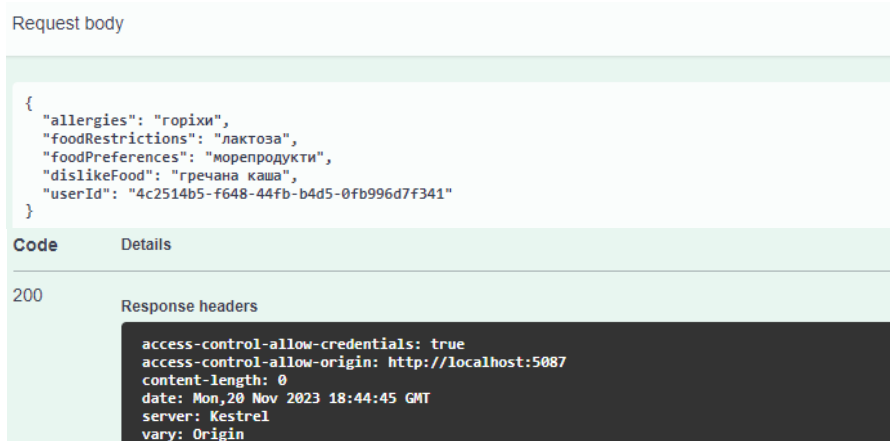 Request body
{
"allergies": "горіхи",
"foodRestrictions": "лактоза",
"foodPreferences": "морепродукти",
"dislikeFood": "гречана каша",
"userId": "4c2514b5-f648-44fb-b4d5-0fb996d7f341"
}
Code Details
200
Response headers
access-control-allow-credentials: true
access-control-allow-origin: http://localhost:5087
content-length: 0
date: Mon,20 Nov 2023 18:44:45 GMT
server: Kestrel
vary: Origin